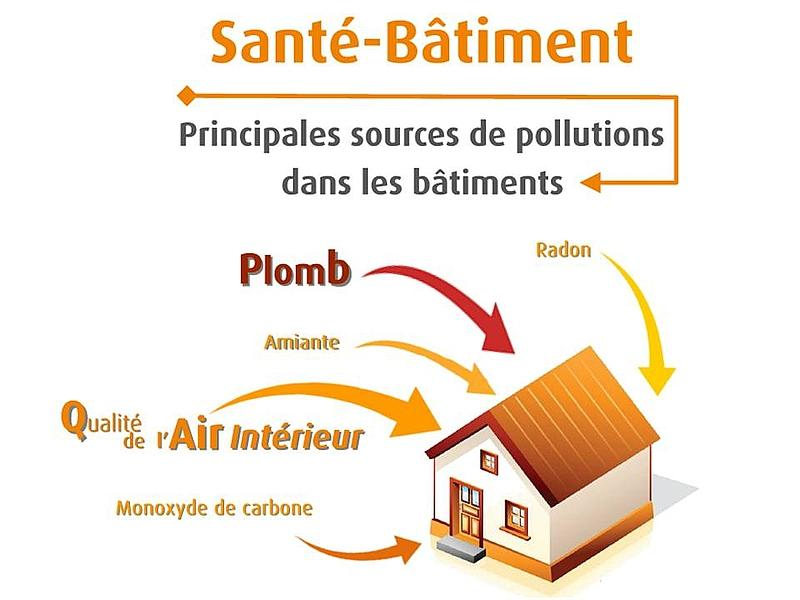 Santé-Bâtiment
Principales sources de pollutions
dans les bâtiments
Radon
Plomb
Amiante
Qualité de l'Air Intérieur
Monoxyde de carbone